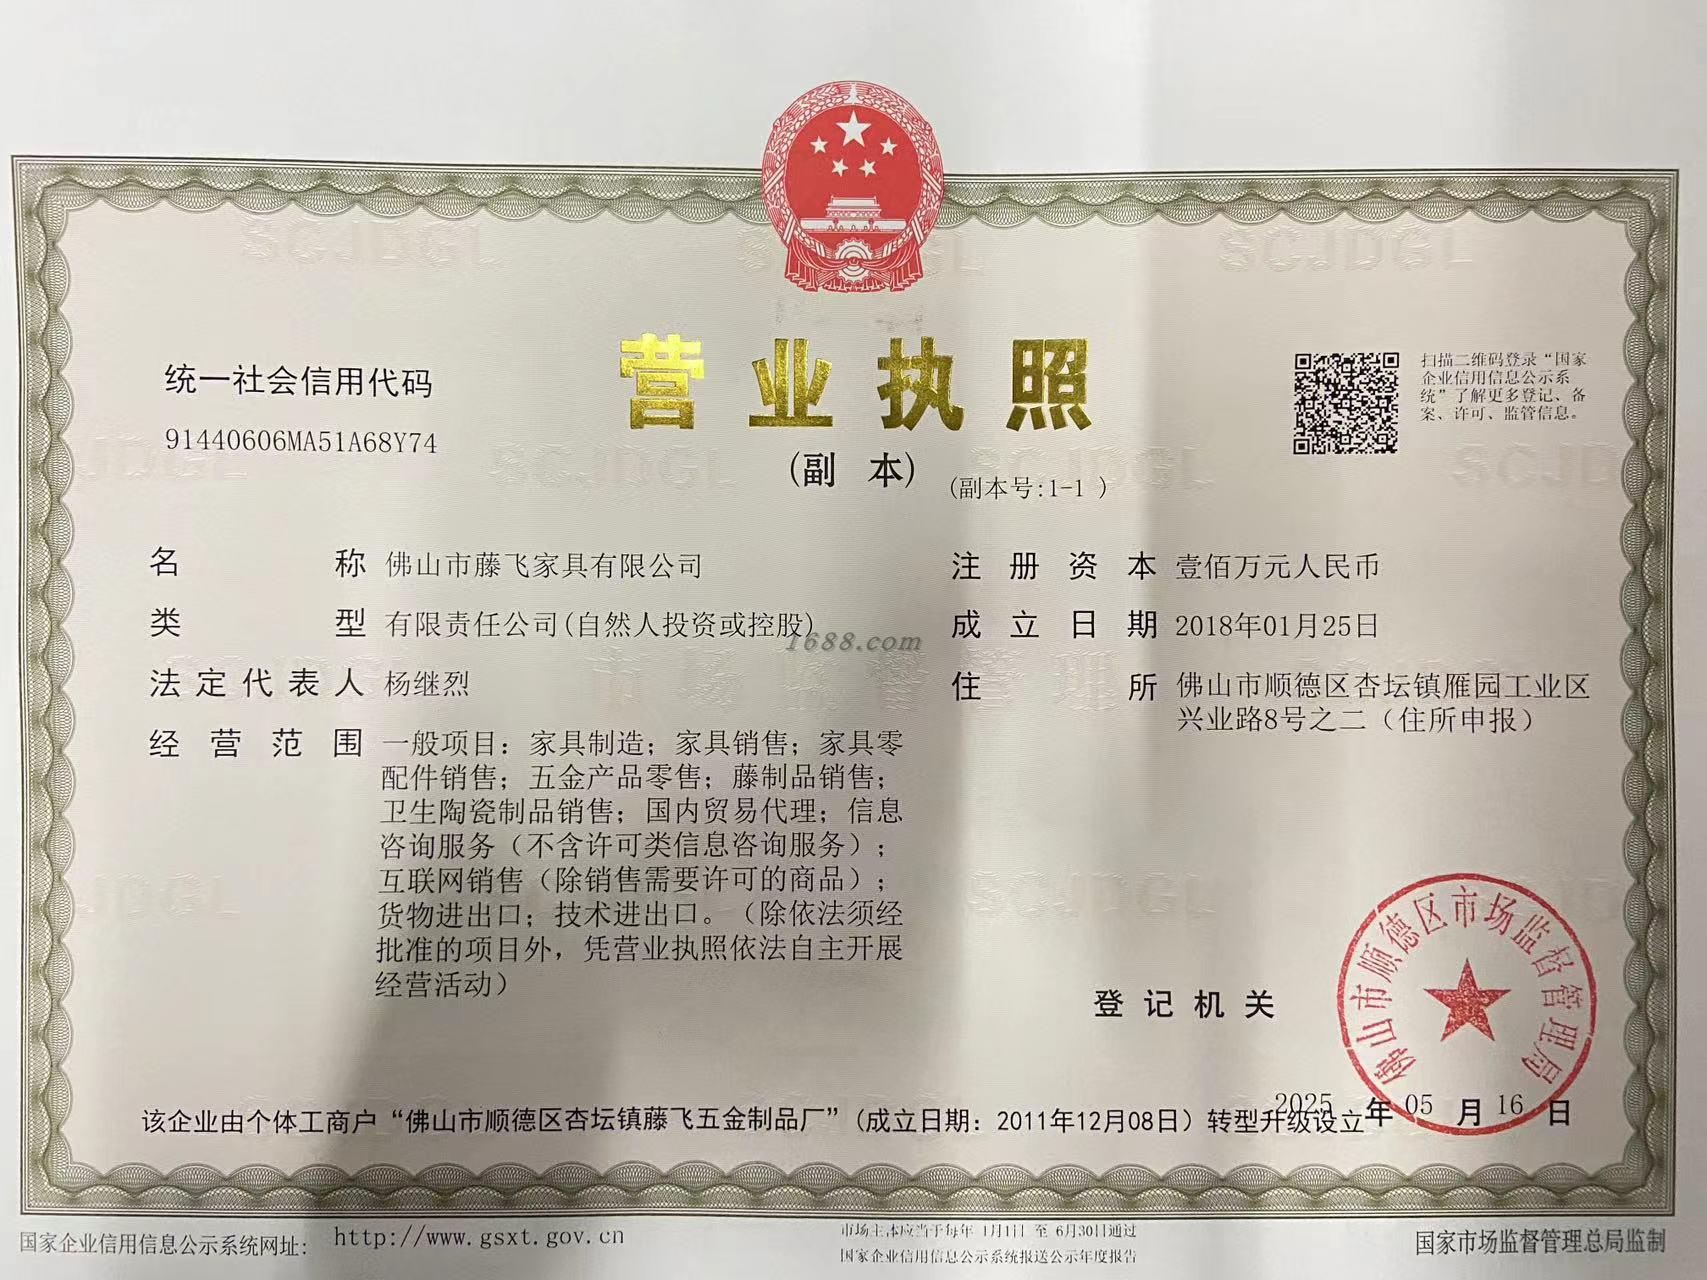 营业执照
(副 本)
(副本号:1-1 )
统一社会信用代码
91440606MA51A68Y74
扫描二维码登录“国家
企业信用信息公示系
统”了解更多登记、备
案、许可、监管信息。
名 称 佛山市藤飞家具有限公司
类 型 有限责任公司(自然人投资或控股)
法定代表人 杨继烈
经营范围 一般项目：家具制造；家具销售；家具零
配件销售；五金产品零售；藤制品销售；
卫生陶瓷制品销售；国内贸易代理；信息
咨询服务（不含许可类信息咨询服务）；
互联网销售（除销售需要许可的商品）；
货物进出口；技术进出口。（除依法须经
批准的项目外，凭营业执照依法自主开展
经营活动）
注册资本 壹佰万元人民币
成立日期 2018年01月25日
住 所 佛山市顺德区杏坛镇雁园工业区
兴业路8号之二（住所申报）
1688.com
登记机关
佛山市顺德区市场监督管理局
2025 年 05 月 16 日
该企业由个体工商户“佛山市顺德区杏坛镇藤飞五金制品厂”(成立日期：2011年12月08日）转型升级设立
国家企业信用信息公示系统网址： http://www.gsxt.gov.cn
市场主体应当于每年 1月1日 至 6月30日通过
国家企业信用信息公示系统报送公示年度报告
国家市场监督管理总局监制